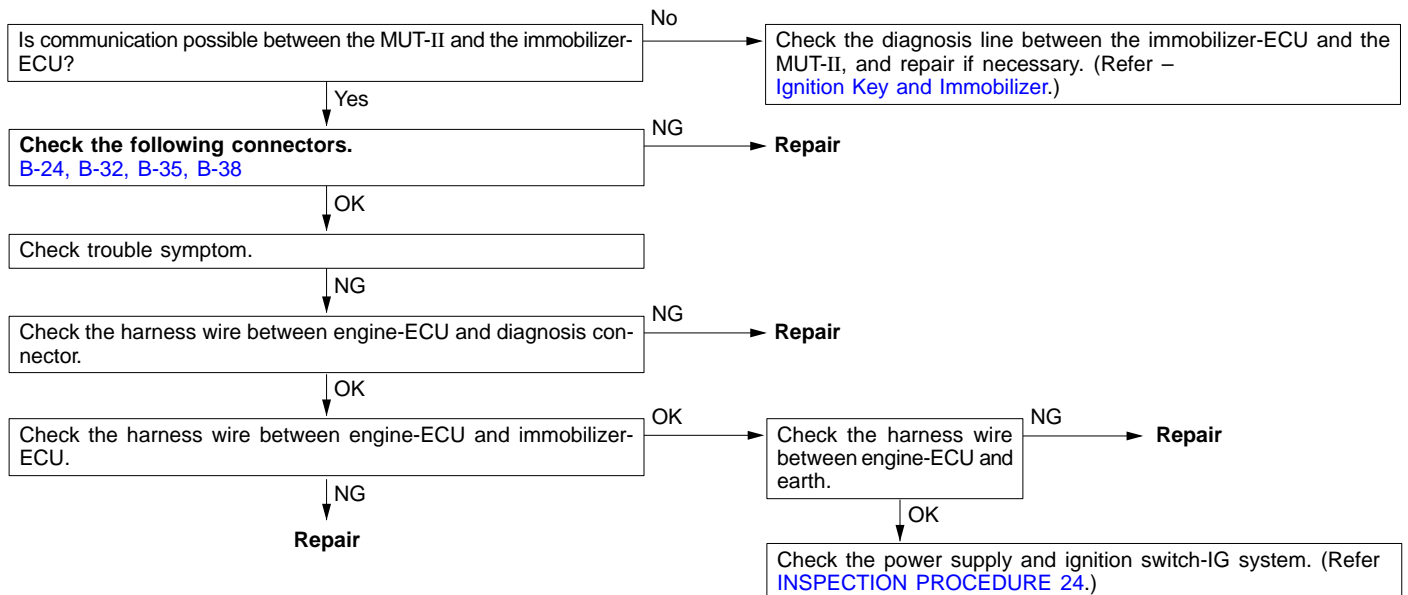 No
Is communication possible between the MUT-II and the immobilizer-
ECU?
Check the diagnosis line between the immobilizer-ECU and the
MUT-II, and repair if necessary. (Refer –
Ignition Key and Immobilizer.)
Yes
Check the following connectors.
B-24, B-32, B-35, B-38
NG
Repair
OK
Check trouble symptom.
NG
Check the harness wire between engine-ECU and diagnosis con-
nector.
NG
Repair
OK
Check the harness wire between engine-ECU and immobilizer-
ECU.
OK
Check the harness wire
between engine-ECU and
earth.
NG
Repair
NG
Repair
OK
Check the power supply and ignition switch-IG system. (Refer
INSPECTION PROCEDURE 24.)